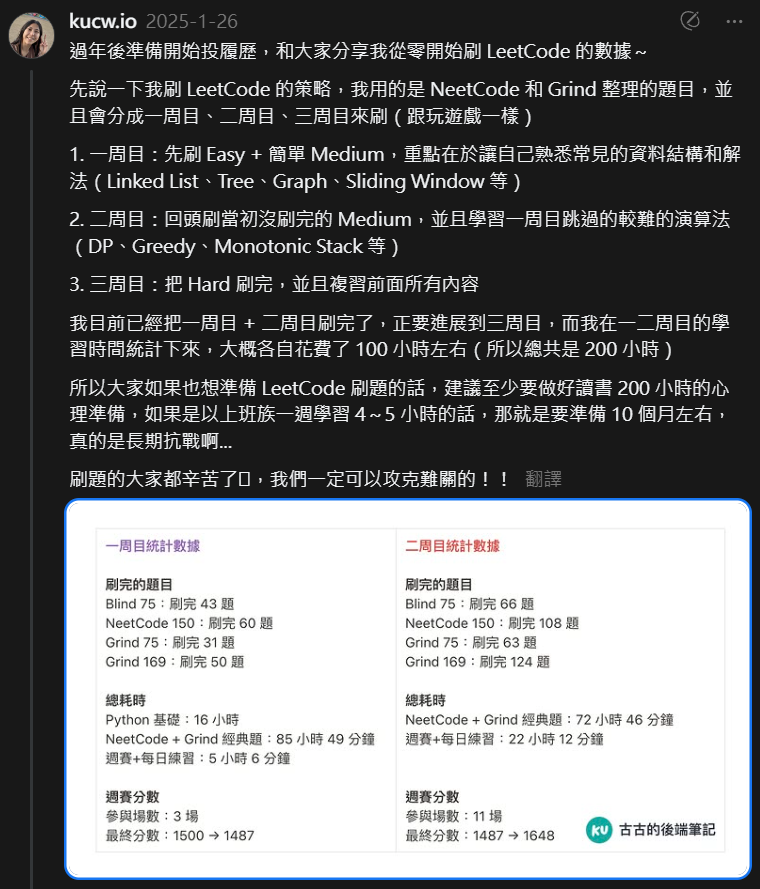 kucw.io 2025-1-26
過年後準備開始投履歷，和大家分享我從零開始刷 LeetCode 的數據～
先說一下我刷 LeetCode 的策略，我用的是 NeetCode 和 Grind 整理的題目，並
且會分成一周目、二周目、三周目來刷（跟玩遊戲一樣）
1. 一周目：先刷 Easy + 簡單 Medium，重點在於讓自己熟悉常見的資料結構和解
法（Linked List、Tree、Graph、Sliding Window 等）
2. 二周目：回頭刷當初沒刷完的 Medium，並且學習一周目跳過的較難的演算法
（DP、Greedy、Monotonic Stack 等）
3. 三周目：把 Hard 刷完，並且複習前面所有內容
我目前已經把一周目 + 二周目刷完了，正要進展到三周目，而我在一二周目的學
習時間統計下來，大概各自花費了 100 小時左右（所以總共是 200 小時）
所以大家如果也想準備 LeetCode 刷題的話，建議至少要做好讀書 200 小時的心
理準備，如果是以上班族一週學習 4～5 小時的話，那就是要準備 10 個月左右，
真的是長期抗戰啊...
刷題的大家都辛苦了，我們一定可以攻克難關的！！ 翻譯
一周目統計數據
刷完的題目
Blind 75：刷完 43 題
NeetCode 150：刷完 60 題
Grind 75：刷完 31 題
Grind 169：刷完 50 題
總耗時
Python 基礎：16 小時
NeetCode + Grind 經典題：85 小時 49 分鐘
週賽+每日練習：5 小時 6 分鐘
週賽分數
參與場數：3 場
最終分數：1500 → 1487
二周目統計數據
刷完的題目
Blind 75：刷完 66 題
NeetCode 150：刷完 108 題
Grind 75：刷完 63 題
Grind 169：刷完 124 題
總耗時
NeetCode + Grind 經典題：72 小時 46 分鐘
週賽+每日練習：22 小時 12 分鐘
週賽分數
參與場數：11 場
最終分數：1487 → 1648
KU 古古的後端筆記